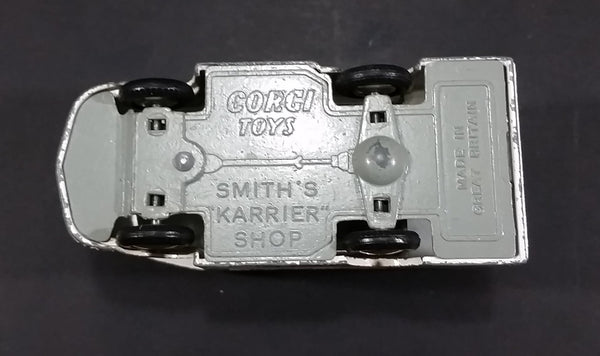 CORGI
TOYS
SMITH'S
"KARRIER"
SHOP
MADE IN
GREAT BRITAIN